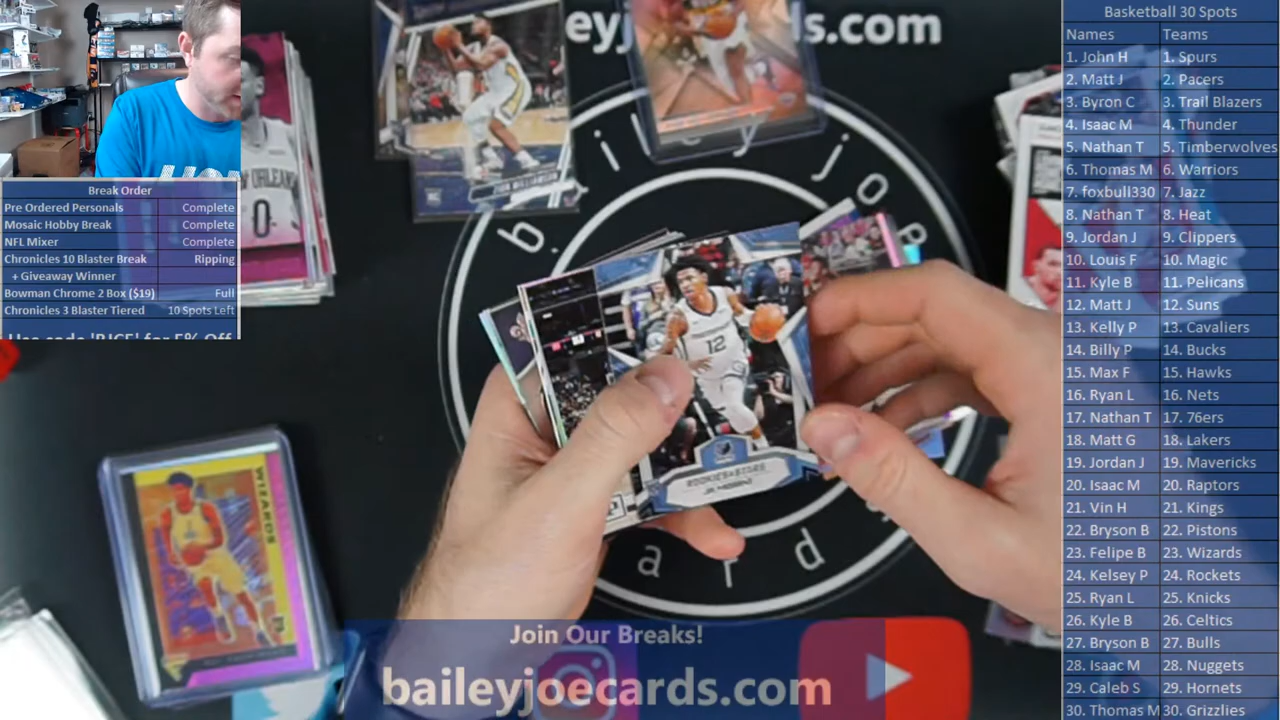 eyj
s.com
b
i
l
y
j
o
e
a
r
d
Break Order
Pre Ordered Personals Complete
Mosaic Hobby Break Complete
NFL Mixer Complete
Chronicles 10 Blaster Break Ripping
+ Giveaway Winner
Bowman Chrome 2 Box ($19) Full
Chronicles 3 Blaster Tiered 10 Spots Left
ZION WILLIAMSON
RC
12
ROOKIES & STARS
JA MORANT
WIZARDS
Join Our Breaks!
baileyjoecards.com
Basketball 30 Spots
Names Teams
1. John H 1. Spurs
2. Matt J 2. Pacers
3. Byron C 3. Trail Blazers
4. Isaac M 4. Thunder
5. Nathan T 5. Timberwolves
6. Thomas M 6. Warriors
7. foxbull330 7. Jazz
8. Nathan T 8. Heat
9. Jordan J 9. Clippers
10. Louis F 10. Magic
11. Kyle B 11. Pelicans
12. Matt J 12. Suns
13. Kelly P 13. Cavaliers
14. Billy P 14. Bucks
15. Max F 15. Hawks
16. Ryan L 16. Nets
17. Nathan T 17. 76ers
18. Matt G 18. Lakers
19. Jordan J 19. Mavericks
20. Isaac M 20. Raptors
21. Vin H 21. Kings
22. Bryson B 22. Pistons
23. Felipe B 23. Wizards
24. Kelsey P 24. Rockets
25. Ryan L 25. Knicks
26. Kyle B 26. Celtics
27. Bryson B 27. Bulls
28. Isaac M 28. Nuggets
29. Caleb S 29. Hornets
30. Thomas M 30. Grizzlies